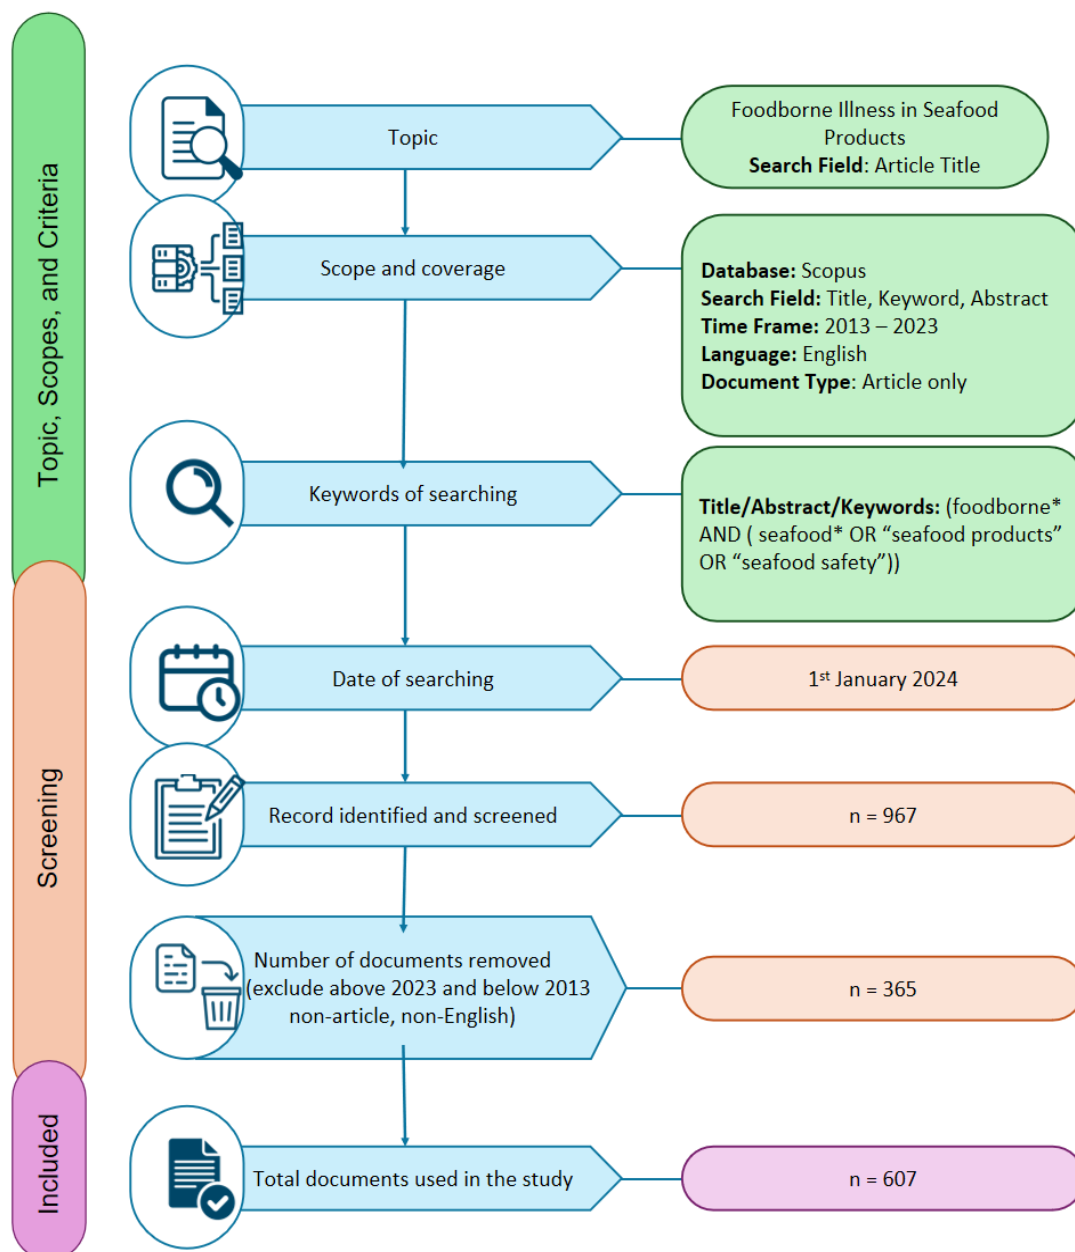 Topic, Scopes, and Criteria
Topic
Foodborne Illness in Seafood
Products
Search Field: Article Title
Scope and coverage
Database: Scopus
Search Field: Title, Keyword, Abstract
Time Frame: 2013 – 2023
Language: English
Document Type: Article only
Keywords of searching
Title/Abstract/Keywords: (foodborne*
AND ( seafood* OR “seafood products”
OR “seafood safety”))
Screening
Date of searching
1st January 2024
Record identified and screened
n = 967
Number of documents removed
(exclude above 2023 and below 2013
non-article, non-English)
n = 365
Included
Total documents used in the study
n = 607